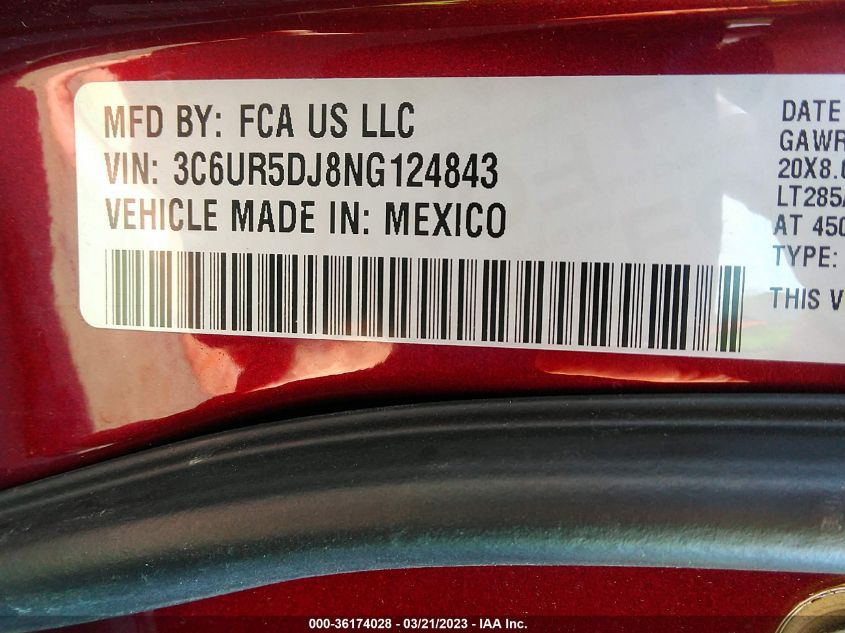 MFD BY: FCA US LLC
VIN: 3C6UR5DJ8NG124843
VEHICLE MADE IN: MEXICO
DATE
GAWR
20X8.
LT285/
AT 450
TYPE:
THIS V
000-36174028 - 03/21/2023 - IAA Inc.